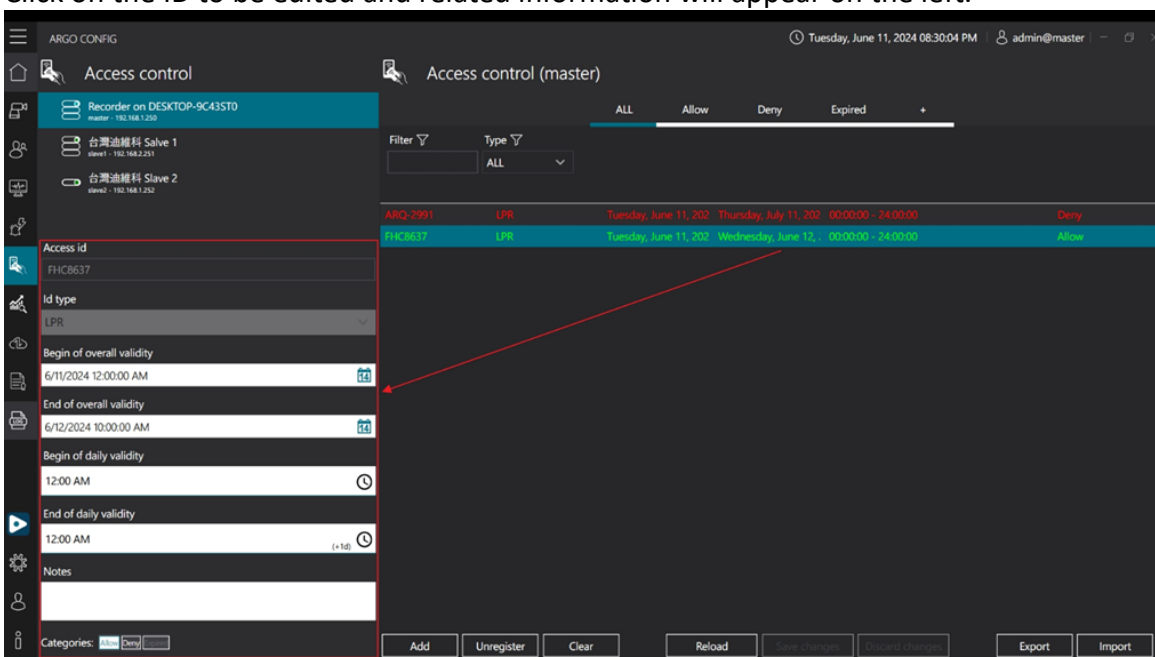 Click on the ID to be edited and related information will appear on the left.
ARGO CONFIG
Tuesday, June 11, 2024 08:30:04 PM
admin@master
Access control
Recorder on DESKTOP-9C43ST0
master - 192.168.1.250
台灣迪維科 Salve 1
slave1 - 192.168.2.251
台灣迪維科 Slave 2
slave2 - 192.168.1.252
Access id
FHC8637
Id type
LPR
Begin of overall validity
6/11/2024 12:00:00 AM
14
End of overall validity
6/12/2024 10:00:00 AM
14
Begin of daily validity
12:00 AM
End of daily validity
12:00 AM
(+1d)
Notes
Categories: Allow Deny Expired
Access control (master)
ALL Allow Deny Expired +
Filter Type
ALL
ARQ-2991 LPR Tuesday, June 11, 202 Thursday, July 11, 202 00:00:00 - 24:00:00 Deny
FHC8637 LPR Tuesday, June 11, 202 Wednesday, June 12, : 00:00:00 - 24:00:00 Allow
Add Unregister Clear Reload Save changes Discard changes Export Import